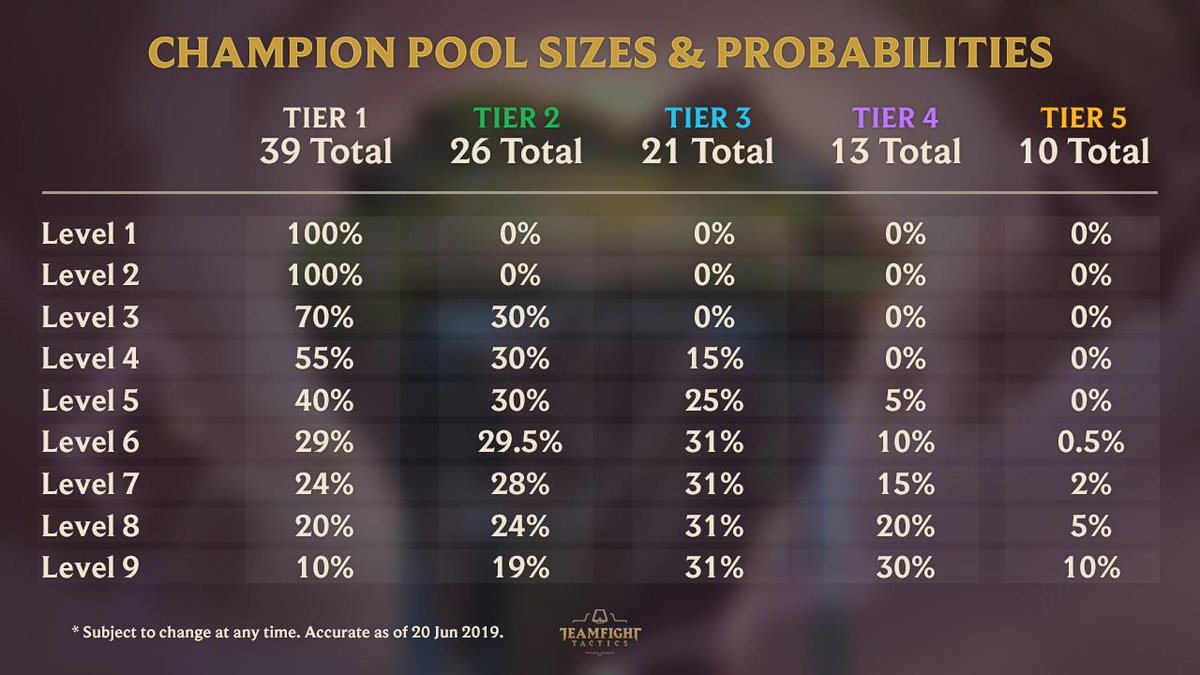 CHAMPION POOL SIZES & PROBABILITIES
TIER 1 TIER 2 TIER 3 TIER 4 TIER 5
39 Total 26 Total 21 Total 13 Total 10 Total
Level 1 100% 0% 0% 0% 0%
Level 2 100% 0% 0% 0% 0%
Level 3 70% 30% 0% 0% 0%
Level 4 55% 30% 15% 0% 0%
Level 5 40% 30% 25% 5% 0%
Level 6 29% 29.5% 31% 10% 0.5%
Level 7 24% 28% 31% 15% 2%
Level 8 20% 24% 31% 20% 5%
Level 9 10% 19% 31% 30% 10%
* Subject to change at any time. Accurate as of 20 Jun 2019.
TEAMFIGHT
TACTICS